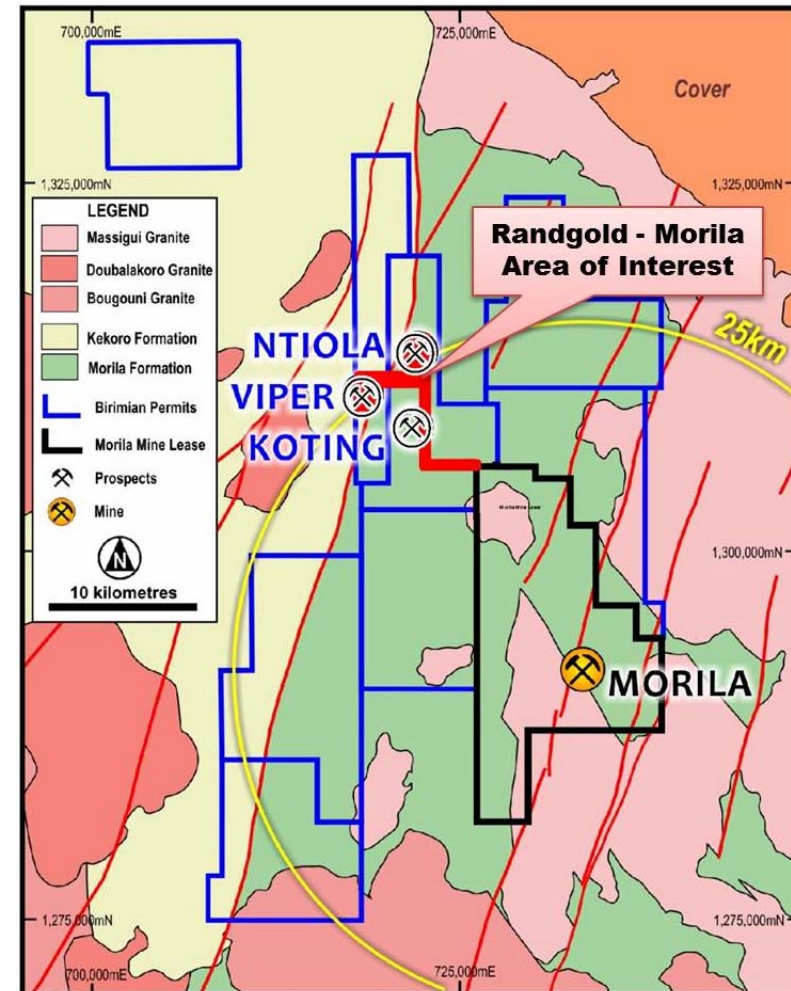 700,000mE
725,000mE
Cover
1,325,000mN
1,325,000mN
LEGEND
Massigui Granite
Doubalakoro Granite
Bougouni Granite
Kekoro Formation
Morila Formation
Birimian Permits
Morila Mine Lease
Prospects
Mine
N
10 kilometres
Randgold - Morila
Area of Interest
25km
NTIOLA
VIPER
KOTING
1,300,000mN
MORILA
1,275,000mN
1,275,000mN
700,000mE
725,000mE